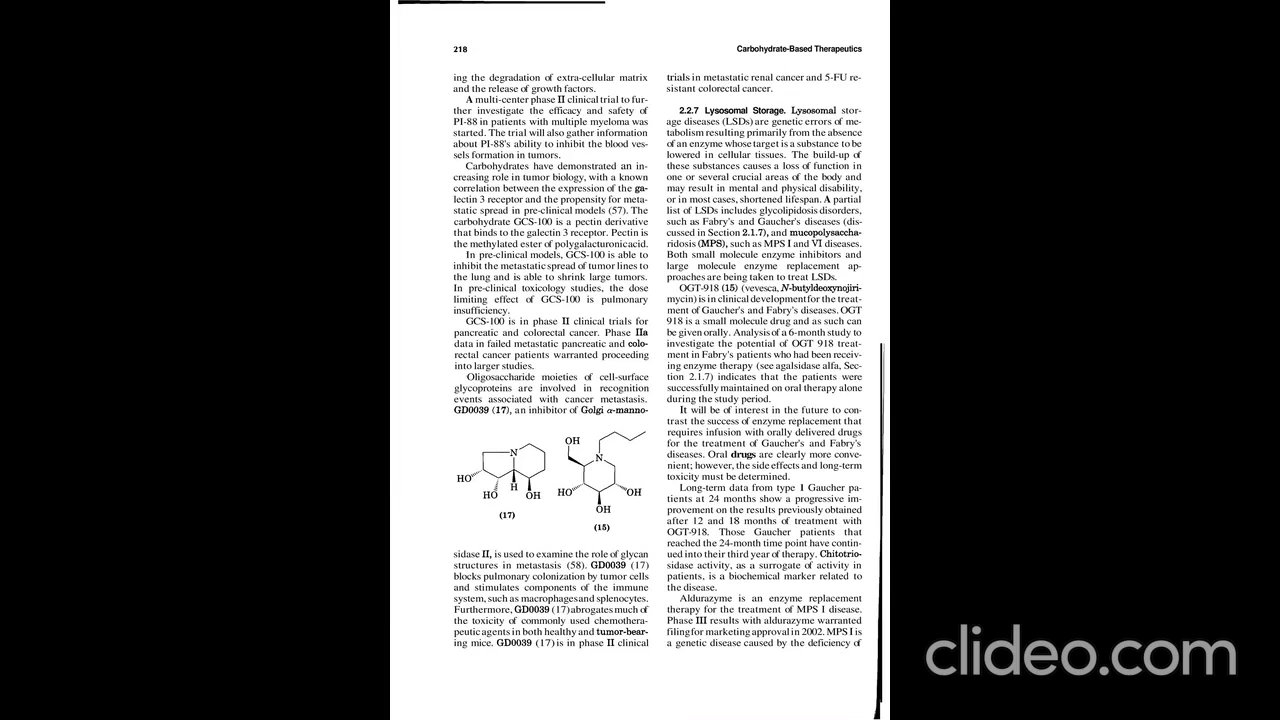 218
Carbohydrate-Based Therapeutics
ing the degradation of extra-cellular matrix
and the release of growth factors.
A multi-center phase II clinical trial to fur-
ther investigate the efficacy and safety of
PI-88 in patients with multiple myeloma was
started. The trial will also gather information
about PI-88's ability to inhibit the blood ves-
sels formation in tumors.
Carbohydrates have demonstrated an in-
creasing role in tumor biology, with a known
correlation between the expression of the ga-
lectin 3 receptor and the propensity for meta-
static spread in pre-clinical models (57). The
carbohydrate GCS-100 is a pectin derivative
that binds to the galectin 3 receptor. Pectin is
the methylated ester of polygalacturonicacid.
In pre-clinical models, GCS-100 is able to
inhibit the metastatic spread of tumor lines to
the lung and is able to shrink large tumors.
In pre-clinical toxicology studies, the dose
limiting effect of GCS-100 is pulmonary
insufficiency.
GCS-100 is in phase II clinical trials for
pancreatic and colorectal cancer. Phase IIa
data in failed metastatic pancreatic and colo-
rectal cancer patients warranted proceeding
into larger studies.
Oligosaccharide moieties of cell-surface
glycoproteins are involved in recognition
events associated with cancer metastasis.
GD0039 (17), an inhibitor of Golgi α-manno-
N
HO
HO
H
OH
(17)
OH
N
HO
OH
OH
(15)
sidase II, is used to examine the role of glycan
structures in metastasis (58). GD0039 (17)
blocks pulmonary colonization by tumor cells
and stimulates components of the immune
system, such as macrophages and splenocytes.
Furthermore, GD0039 (17) abrogates much of
the toxicity of commonly used chemothera-
peutic agents in both healthy and tumor-bear-
ing mice. GD0039 (17) is in phase II clinical
trials in metastatic renal cancer and 5-FU re-
sistant colorectal cancer.
2.2.7 Lysosomal Storage. Lysosomal stor-
age diseases (LSDs) are genetic errors of me-
tabolism resulting primarily from the absence
of an enzyme whose target is a substance to be
lowered in cellular tissues. The build-up of
these substances causes a loss of function in
one or several crucial areas of the body and
may result in mental and physical disability,
or in most cases, shortened lifespan. A partial
list of LSDs includes glycolipidosis disorders,
such as Fabry's and Gaucher's diseases (dis-
cussed in Section 2.1.7), and mucopolysaccha-
ridosis (MPS), such as MPS I and VI diseases.
Both small molecule enzyme inhibitors and
large molecule enzyme replacement ap-
proaches are being taken to treat LSDs.
OGT-918 (15) (vevesca, N-butyldeoxynojiri-
mycin) is in clinical development for the treat-
ment of Gaucher's and Fabry's diseases. OGT
918 is a small molecule drug and as such can
be given orally. Analysis of a 6-month study to
investigate the potential of OGT 918 treat-
ment in Fabry's patients who had been receiv-
ing enzyme therapy (see agalsidase alfa, Sec-
tion 2.1.7) indicates that the patients were
successfully maintained on oral therapy alone
during the study period.
It will be of interest in the future to con-
trast the success of enzyme replacement that
requires infusion with orally delivered drugs
for the treatment of Gaucher's and Fabry's
diseases. Oral drugs are clearly more conve-
nient; however, the side effects and long-term
toxicity must be determined.
Long-term data from type 1 Gaucher pa-
tients at 24 months show a progressive im-
provement on the results previously obtained
after 12 and 18 months of treatment with
OGT-918. Those Gaucher patients that
reached the 24-month time point have contin-
ued into their third year of therapy. Chitotrio-
sidase activity, as a surrogate of activity in
patients, is a biochemical marker related to
the disease.
Aldurazyme is an enzyme replacement
therapy for the treatment of MPS I disease.
Phase III results with aldurazyme warranted
filing for marketing approval in 2002. MPS I is
a genetic disease caused by the deficiency of
clideo.com